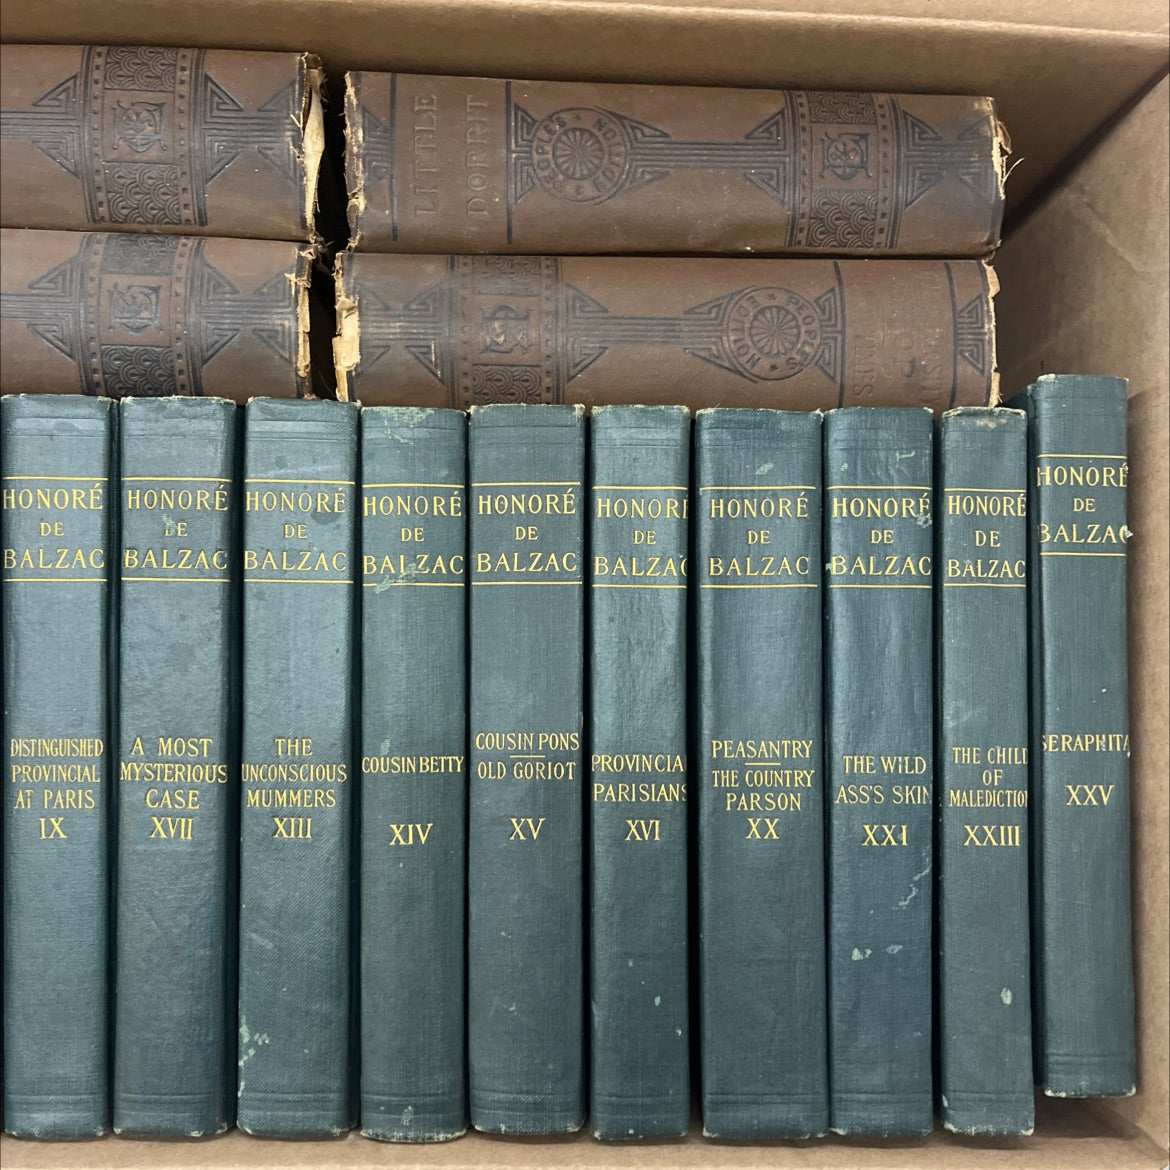 LITTLE
DORRIT
PEOPLES EDITION
PEOPLES EDITION
HONORÉ
DE
BALZAC
DISTINGUISHED
PROVINCIAL
AT PARIS
IX
HONORÉ
DE
BALZAC
A MOST
MYSTERIOUS
CASE
XVII
HONORÉ
DE
BALZAC
THE
UNCONSCIOUS
MUMMERS
XIII
HONORÉ
DE
BALZAC
COUSIN BETTY
XIV
HONORÉ
DE
BALZAC
COUSIN PONS
OLD GORIOT
XV
HONORÉ
DE
BALZAC
PROVINCIA
PARISIANS
XVI
HONORÉ
DE
BALZAC
PEASANTRY
THE COUNTRY
PARSON
XX
HONORÉ
DE
BALZAC
THE WILD
ASS'S SKIN
XXI
HONORÉ
DE
BALZAC
THE CHILD
OF
MALEDICTION
XXIII
HONORÉ
DE
BALZAC
SERAPHITA
XXV